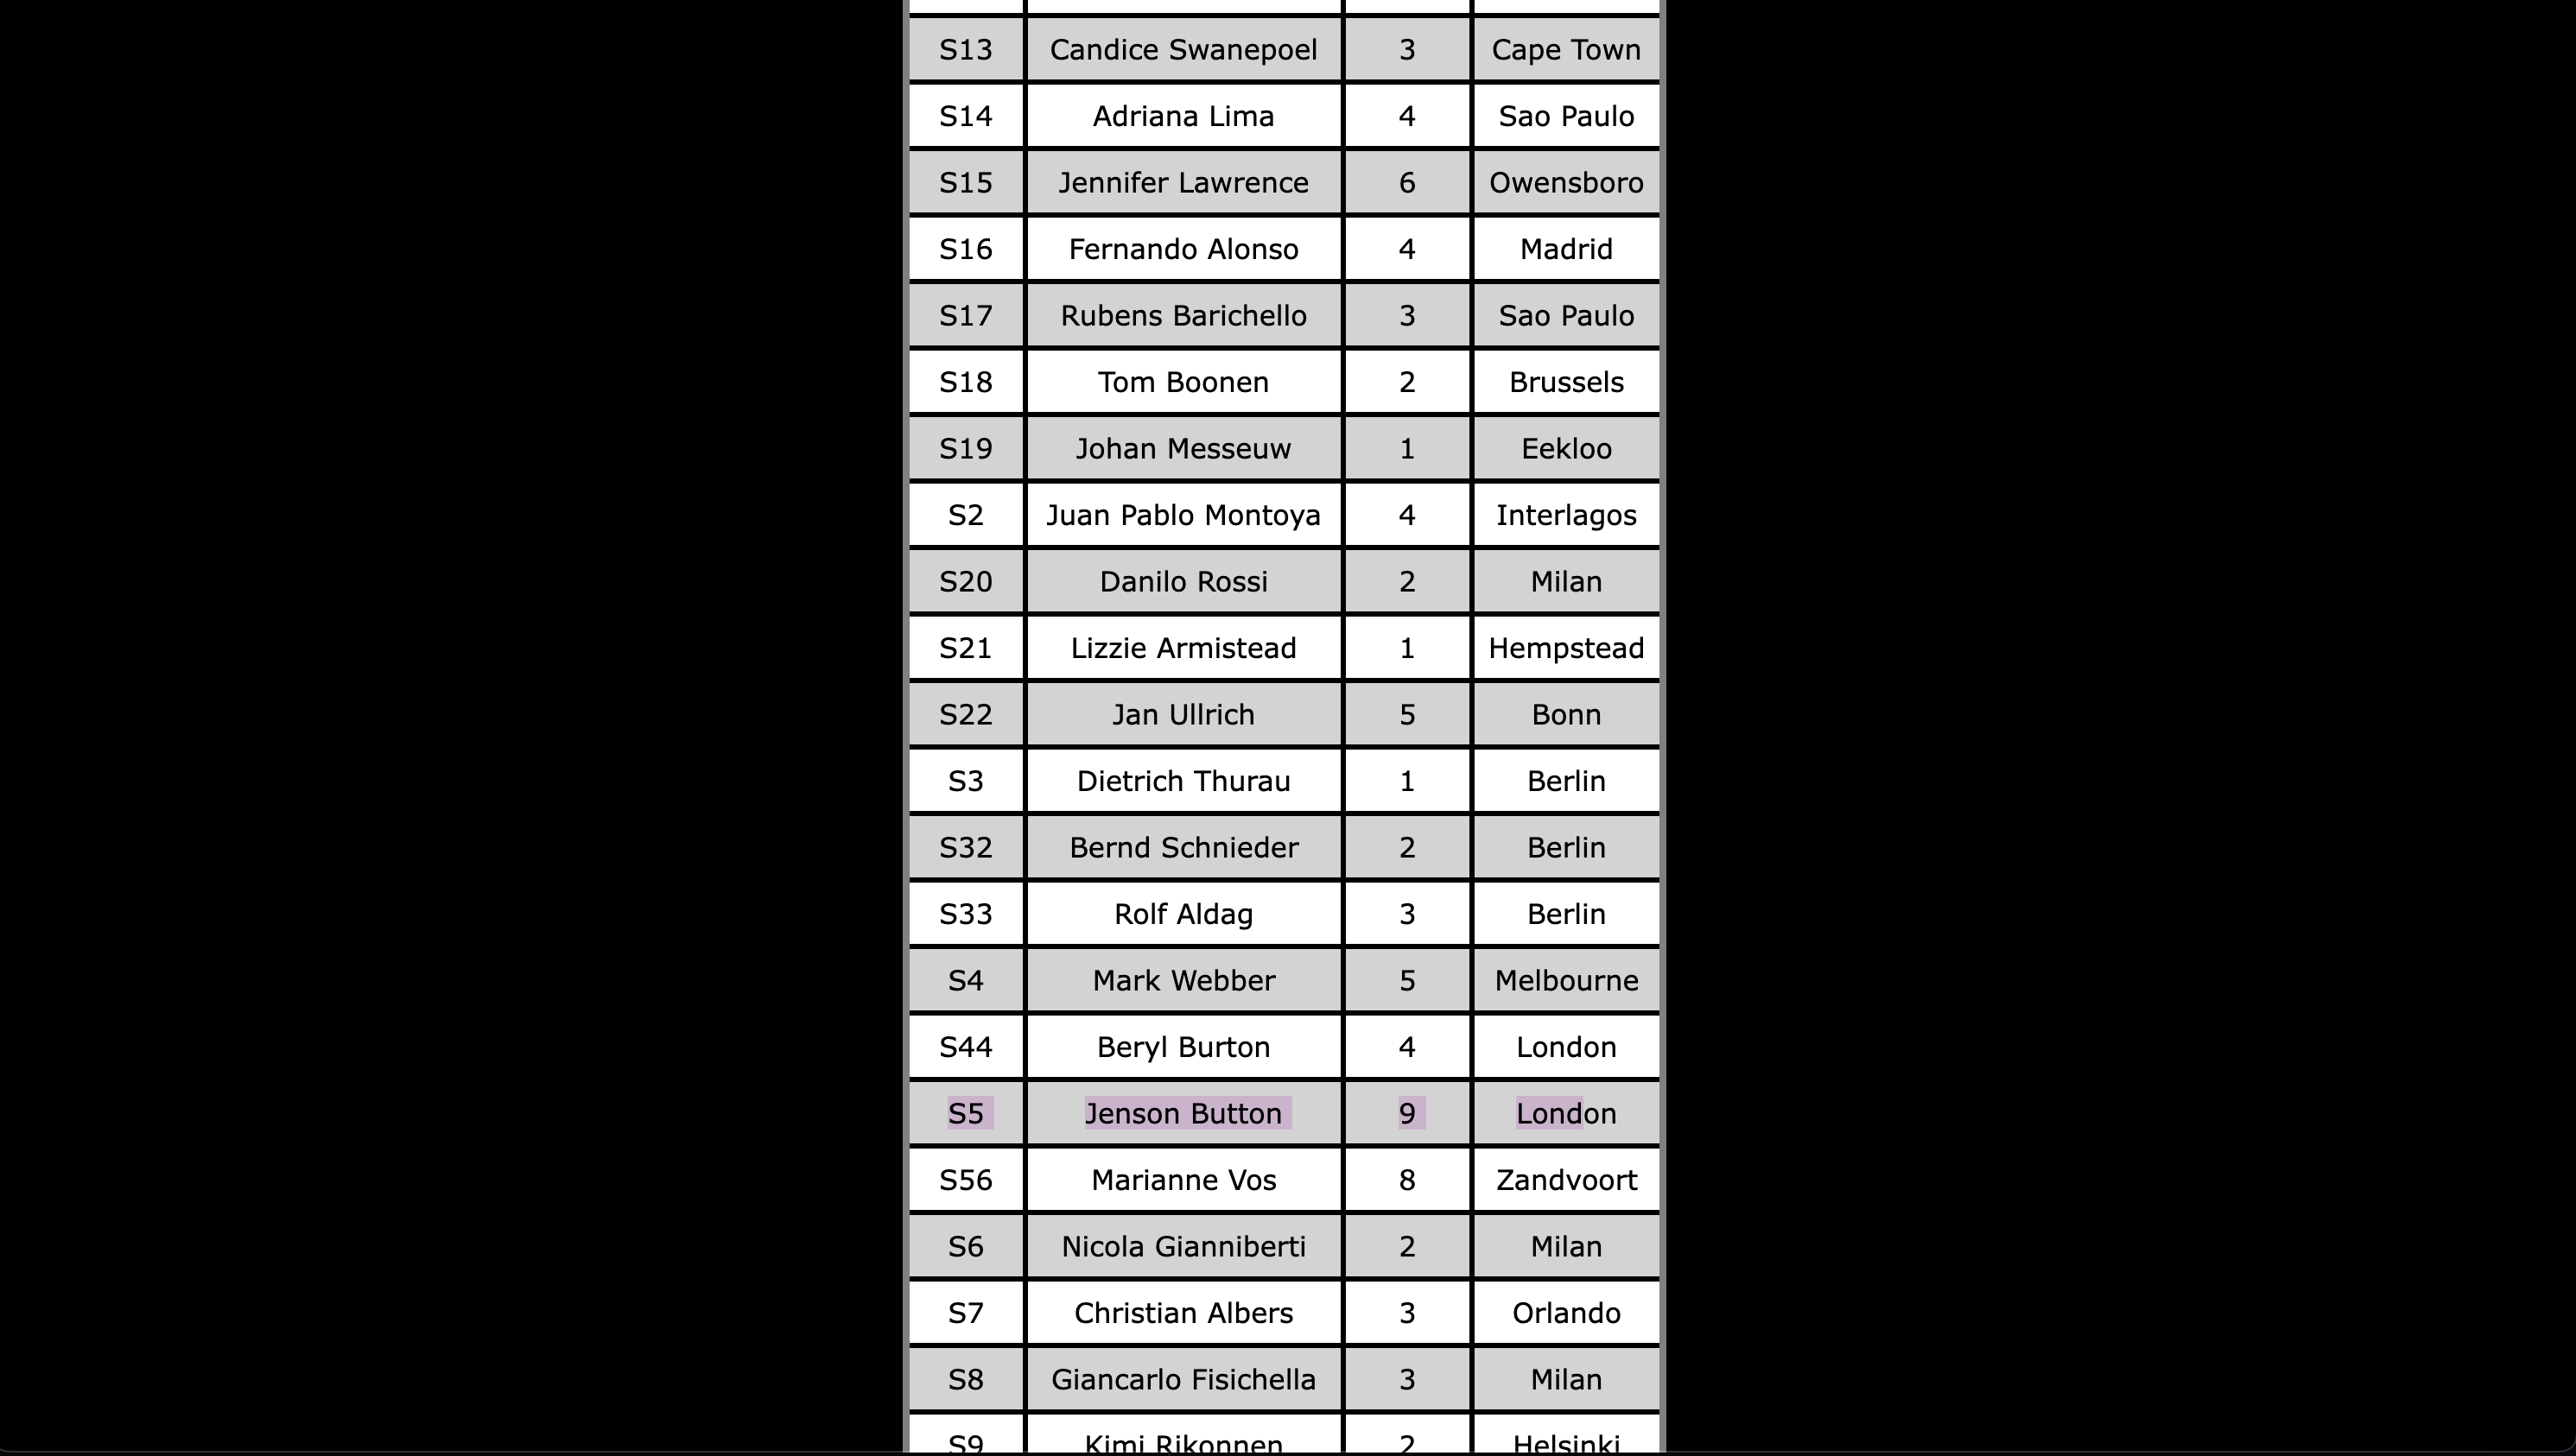 S13 Candice Swanepoel 3 Cape Town
S14 Adriana Lima 4 Sao Paulo
S15 Jennifer Lawrence 6 Owensboro
S16 Fernando Alonso 4 Madrid
S17 Rubens Barichello 3 Sao Paulo
S18 Tom Boonen 2 Brussels
S19 Johan Messeuw 1 Eekloo
S2 Juan Pablo Montoya 4 Interlagos
S20 Danilo Rossi 2 Milan
S21 Lizzie Armistead 1 Hempstead
S22 Jan Ullrich 5 Bonn
S3 Dietrich Thurau 1 Berlin
S32 Bernd Schnieder 2 Berlin
S33 Rolf Aldag 3 Berlin
S4 Mark Webber 5 Melbourne
S44 Beryl Burton 4 London
S5 Jenson Button 9 London
S56 Marianne Vos 8 Zandvoort
S6 Nicola Gianniberti 2 Milan
S7 Christian Albers 3 Orlando
S8 Giancarlo Fisichella 3 Milan
S9 Kimi Rikonnen 2 Helsinki